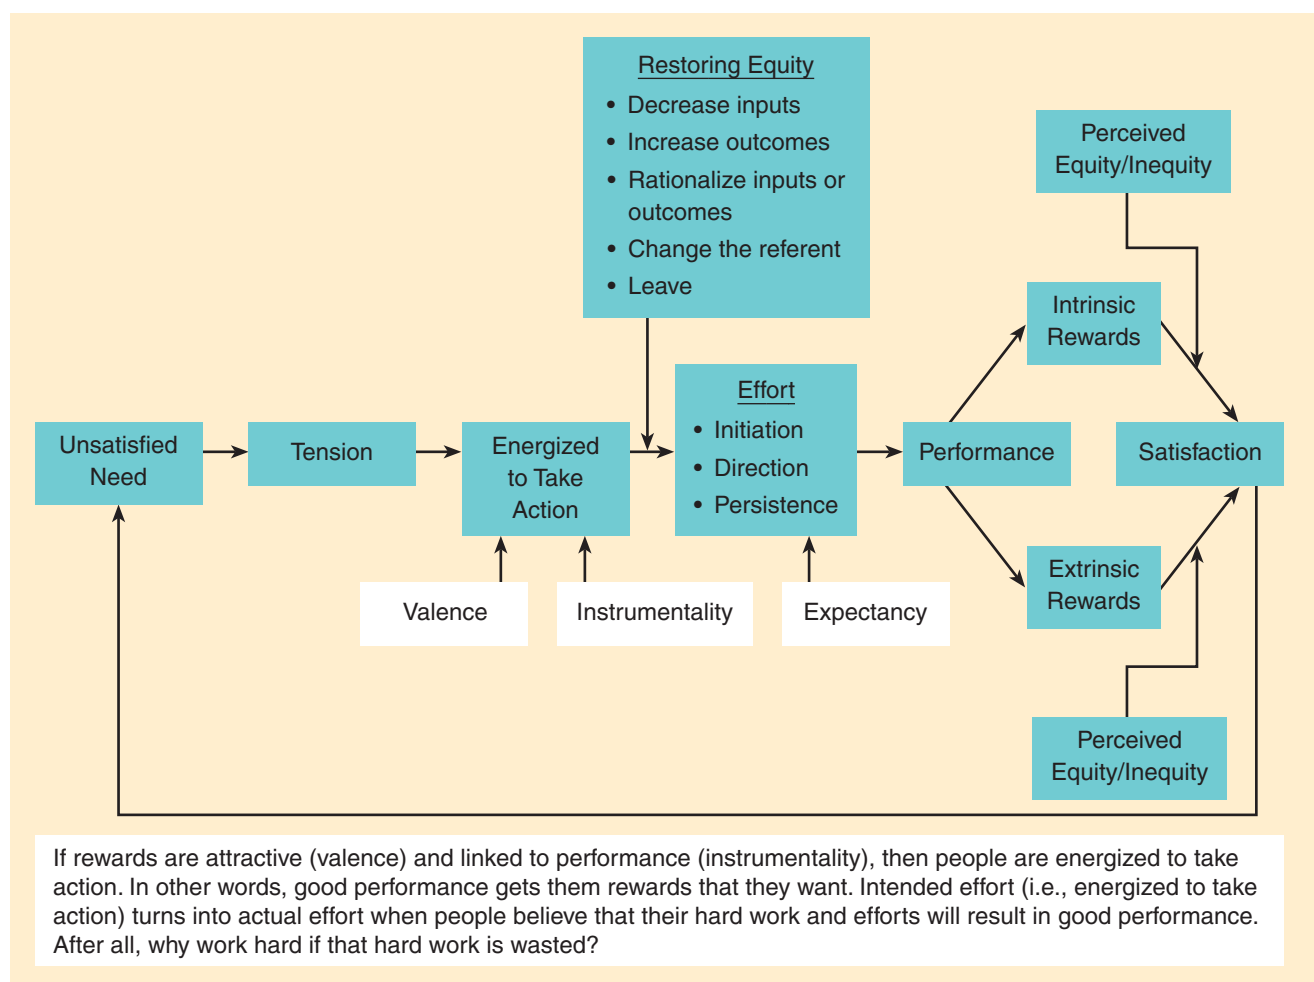 Restoring Equity
• Decrease inputs
• Increase outcomes
• Rationalize inputs or
outcomes
• Change the referent
• Leave
Perceived
Equity/Inequity
Intrinsic
Rewards
Unsatisfied
Need
Tension
Energized
to Take
Action
Effort
• Initiation
• Direction
• Persistence
Performance
Satisfaction
Extrinsic
Rewards
Valence
Instrumentality
Expectancy
Perceived
Equity/Inequity
If rewards are attractive (valence) and linked to performance (instrumentality), then people are energized to take
action. In other words, good performance gets them rewards that they want. Intended effort (i.e., energized to take
action) turns into actual effort when people believe that their hard work and efforts will result in good performance.
After all, why work hard if that hard work is wasted?